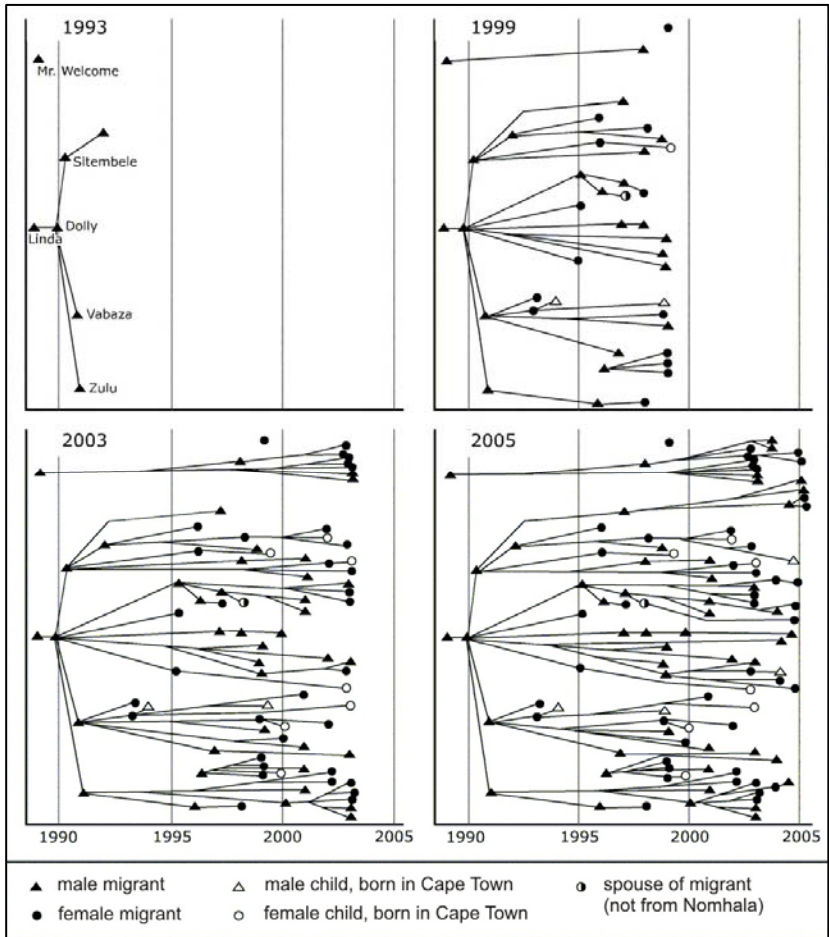 1993
Mr. Welcome
Sitembele
Dolly
Linda
Vabaza
Zulu
1999
2003
1990
1995
2000
2005
2005
1990
1995
2000
2005
male migrant
female migrant
male child, born in Cape Town
female child, born in Cape Town
spouse of migrant
(not from Nomhala)